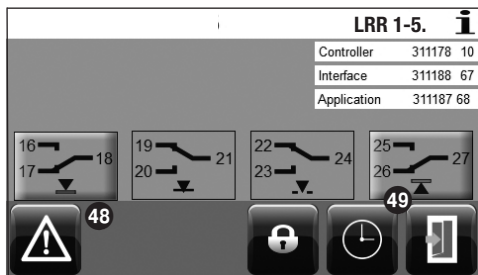 LRR 1-5. i
Controller 311178 10
Interface 311188 67
Application 311187 68
16 17 18
19 20 21
22 23 24
25 26 27
48 49